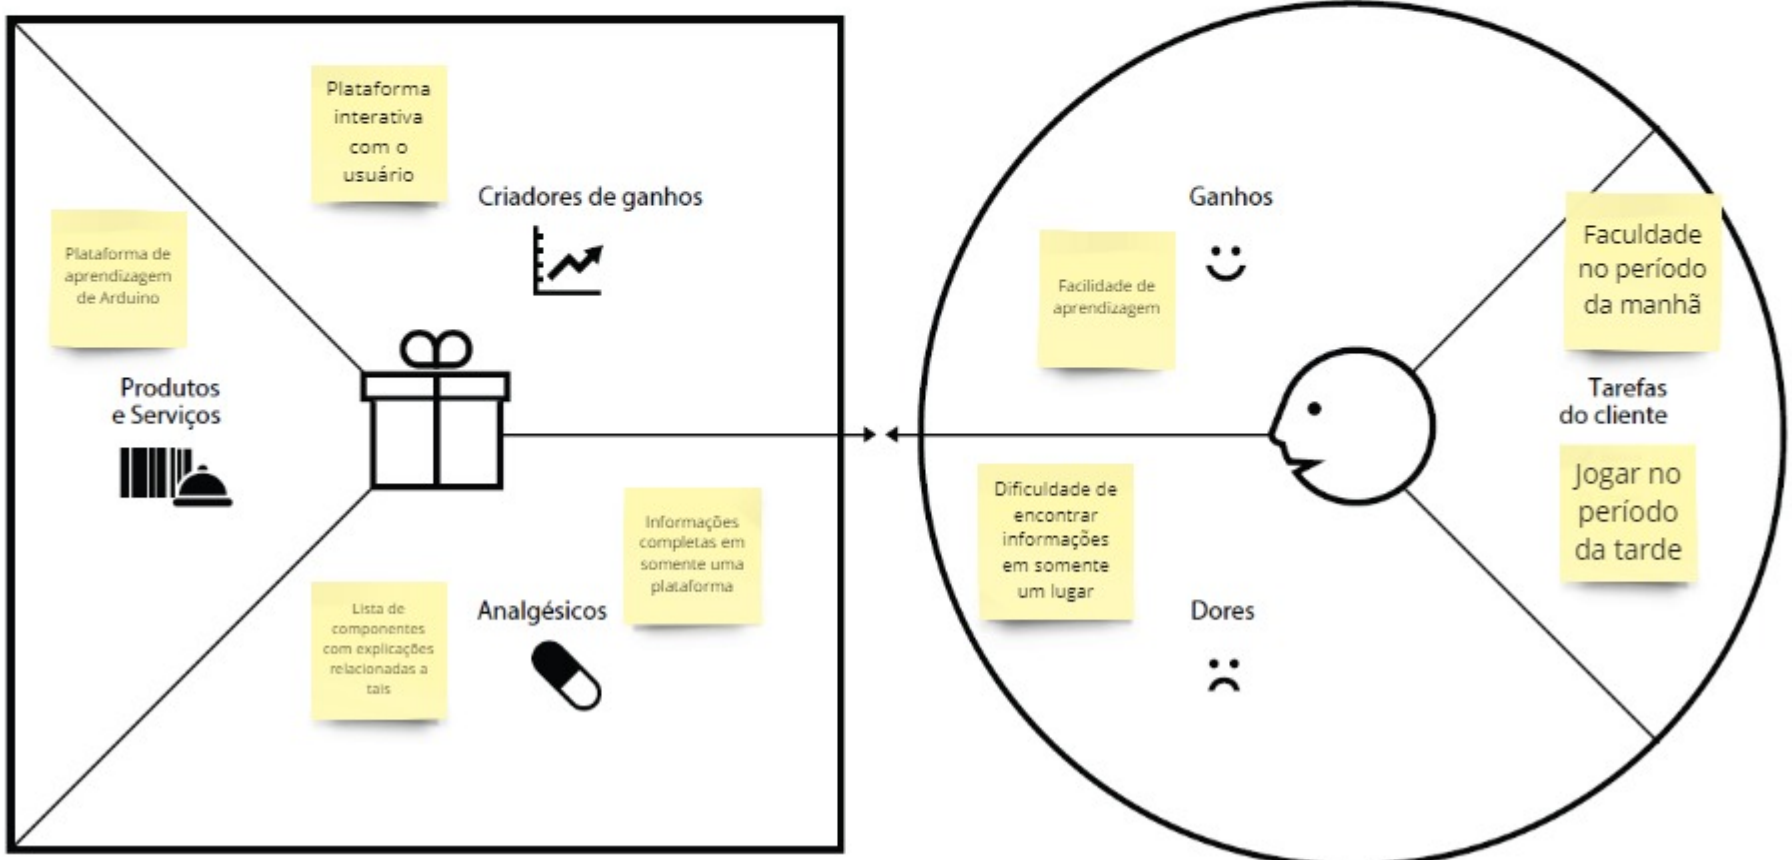 Plataforma
interativa
com o
usuário
Criadores de ganhos
Plataforma de
aprendizagem
de Arduino
Produtos
e Serviços
Informações
completas em
somente uma
plataforma
Analgésicos
Lista de
componentes
com explicações
relacionadas a
tais
Ganhos
Facilidade de
aprendizagem
Faculdade
no período
da manhã
Tarefas
do cliente
Jogar no
período
da tarde
Dificuldade de
encontrar
informações
em somente
um lugar
Dores